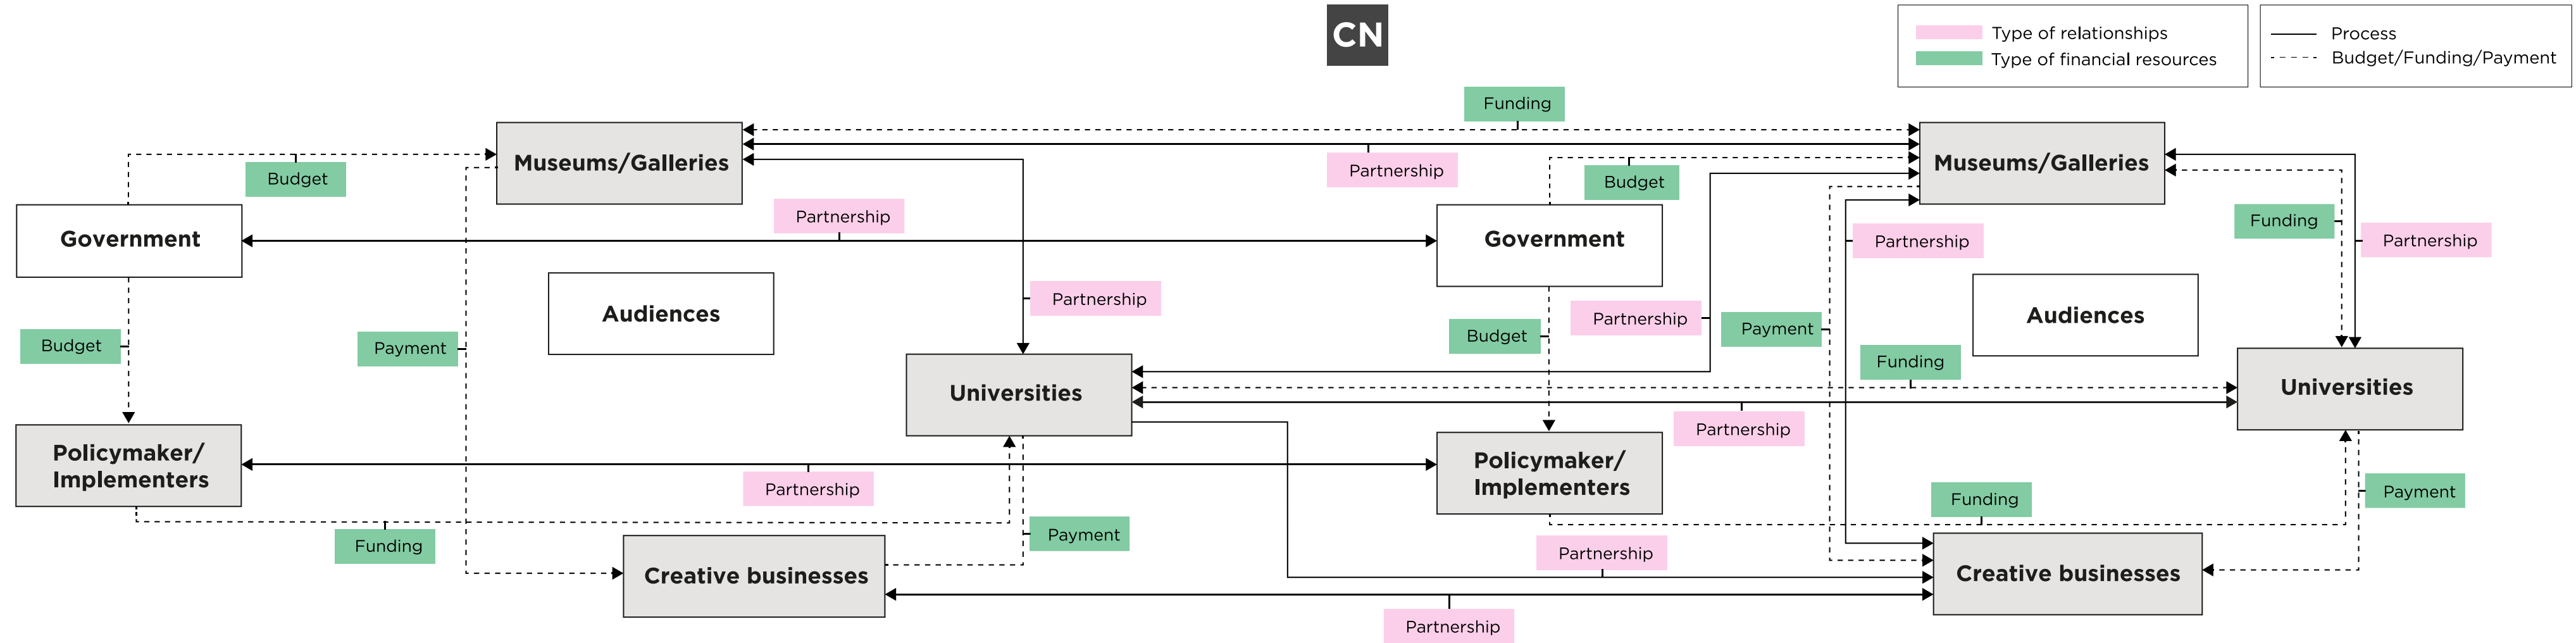 CN
Type of relationships
Type of financial resources
Process
Budget/Funding/Payment
Funding
Museums/Galleries
Museums/Galleries
Partnership
Budget
Budget
Partnership
Government
Government
Funding
Partnership
Partnership
Audiences
Audiences
Partnership
Partnership
Payment
Budget
Budget
Payment
Funding
Universities
Universities
Partnership
Policymaker/
Implementers
Policymaker/
Implementers
Partnership
Funding
Payment
Funding
Payment
Partnership
Creative businesses
Creative businesses
Partnership